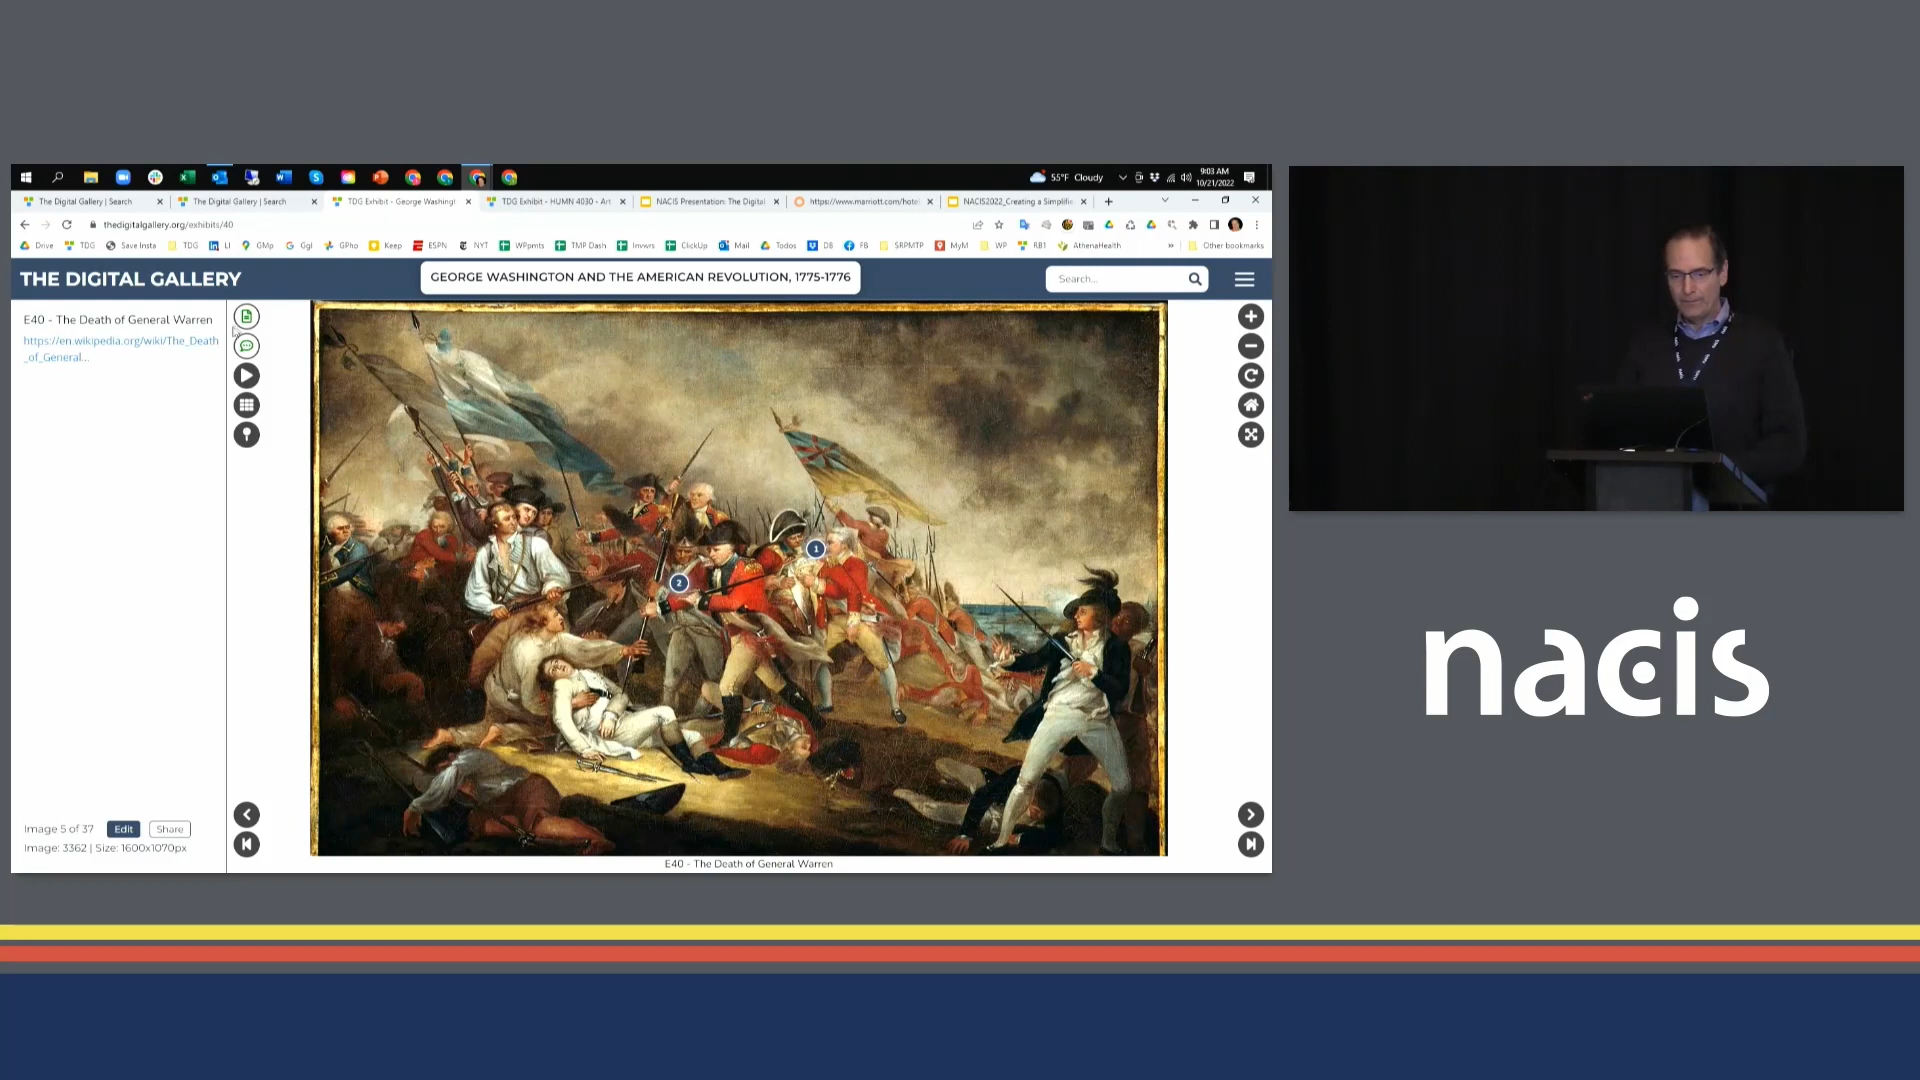 55°F Cloudy
9:03 AM
10/21/2022
The Digital Gallery | Search
The Digital Gallery | Search
TDG Exhibit - George Washingt
TDG Exhibit - HUMN 4030 - Art
NACIS Presentation: The Digital
https://www.marriott.com/hote
NACIS2022_Creating a Simplifie
thedigitalgallery.org/exhibits/40
Drive TDG Save Insta TDG LI GMp Ggl GPho Keep ESPN NYT WPpmts TMP Dash Invwrs ClickUp Mail Todos DB FB SRPMTP MyM WP RB1 AthenaHealth » Other bookmarks
THE DIGITAL GALLERY
GEORGE WASHINGTON AND THE AMERICAN REVOLUTION, 1775-1776
Search...
E40 - The Death of General Warren
https://en.wikipedia.org/wiki/The_Death
_of_General...
1
2
Image 5 of 37 Edit Share
Image: 3362 | Size: 1600x1070px
E40 - The Death of General Warren
nacis